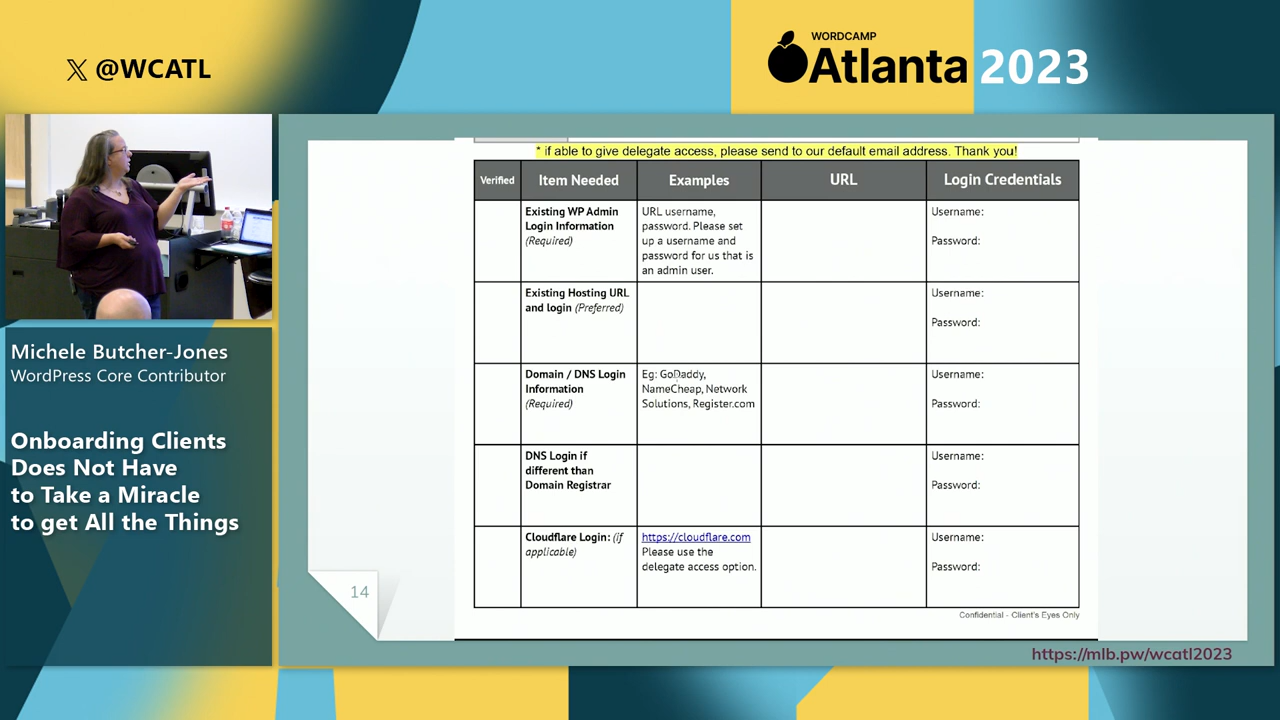 𝕏 @WCATL
WORDCAMP
Atlanta 2023
Michele Butcher-Jones
WordPress Core Contributor
Onboarding Clients
Does Not Have
to Take a Miracle
to get All the Things
* if able to give delegate access, please send to our default email address. Thank you!
Verified Item Needed Examples URL Login Credentials
Existing WP Admin
Login Information
(Required)
URL username,
password. Please set
up a username and
password for us that is
an admin user.
Username:
Password:
Existing Hosting URL
and login (Preferred)
Username:
Password:
Domain / DNS Login
Information
(Required)
Eg: GoDaddy,
NameCheap, Network
Solutions, Register.com
Username:
Password:
DNS Login if
different than
Domain Registrar
Username:
Password:
Cloudflare Login: (if
applicable)
https://cloudflare.com
Please use the
delegate access option.
Username:
Password:
Confidential - Client's Eyes Only
14
https://mlb.pw/wcatl2023